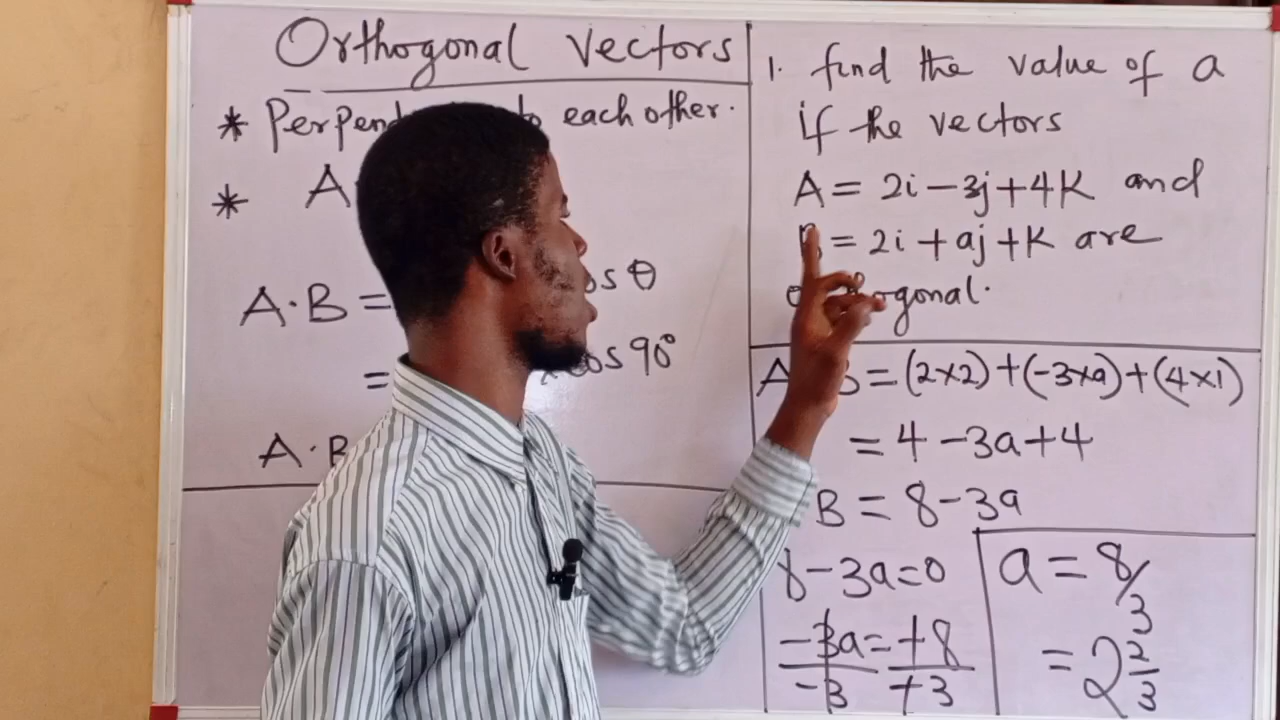 Orthogonal Vectors
* Perpend to each other.
* A
A·B = os θ
= x cos 90°
A·B
1. find the value of a
if the vectors
A = 2i − 3j + 4K and
B = 2i + aj + K are
orthogonal.
A B = (2×2) + (−3×a) + (4×1)
= 4 − 3a + 4
B = 8 − 3a
8 − 3a = 0
−3a = +8
−3 +3
a = 8/3
= 2 2/3